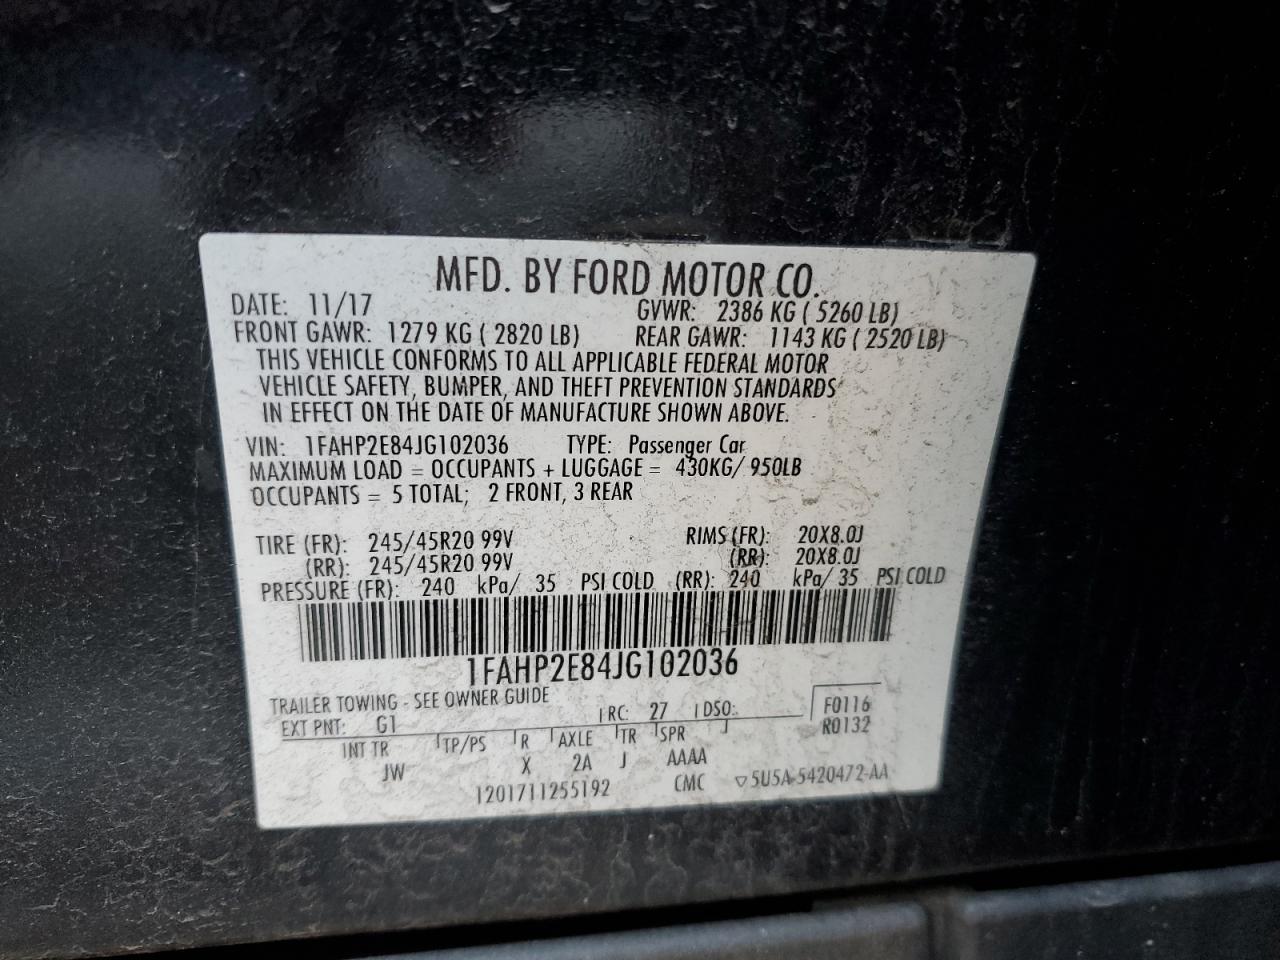 MFD. BY FORD MOTOR CO.
DATE: 11/17 GVWR: 2386 KG ( 5260 LB)
FRONT GAWR: 1279 KG ( 2820 LB) REAR GAWR: 1143 KG ( 2520 LB)
THIS VEHICLE CONFORMS TO ALL APPLICABLE FEDERAL MOTOR
VEHICLE SAFETY, BUMPER, AND THEFT PREVENTION STANDARDS
IN EFFECT ON THE DATE OF MANUFACTURE SHOWN ABOVE.
VIN: 1FAHP2E84JG102036 TYPE: Passenger Car
MAXIMUM LOAD = OCCUPANTS + LUGGAGE = 430KG/ 950LB
OCCUPANTS = 5 TOTAL; 2 FRONT, 3 REAR
TIRE (FR): 245/45R20 99V RIMS (FR): 20X8.0J
(RR): 245/45R20 99V (RR): 20X8.0J
PRESSURE (FR): 240 kPa/ 35 PSI COLD (RR): 240 kPa/ 35 PSI COLD
1FAHP2E84JG102036
TRAILER TOWING - SEE OWNER GUIDE
EXT PNT: G1 RC: 27 DSO: F0116
R0132
INT TR TP/PS R AXLE TR SPR
JW X 2A J AAAA
1201711255192 CMC ▽5U5A-5420472-AA